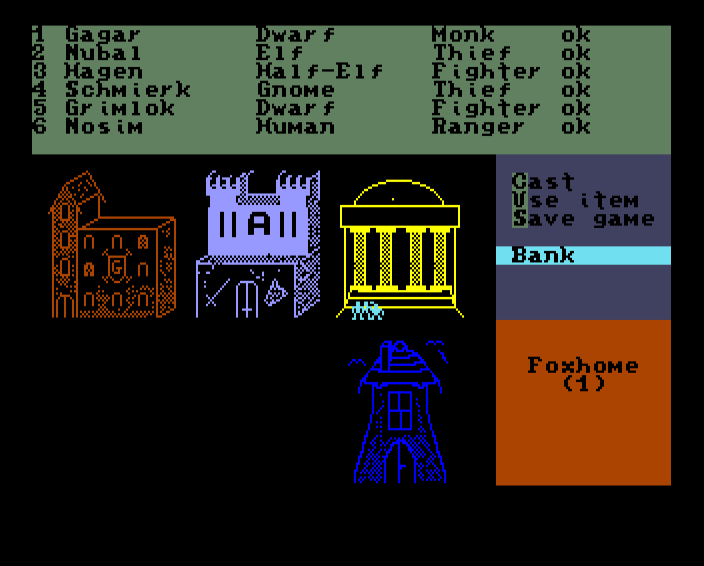 1 Gagar Dwarf Monk ok
2 Nubal Elf Thief ok
3 Hagen Half-Elf Fighter ok
4 Schmierk Gnome Thief ok
5 Grimlok Dwarf Fighter ok
6 Nosim Human Ranger ok
Cast
Use item
Save game
||A||
Bank
G
Foxhome
(1)